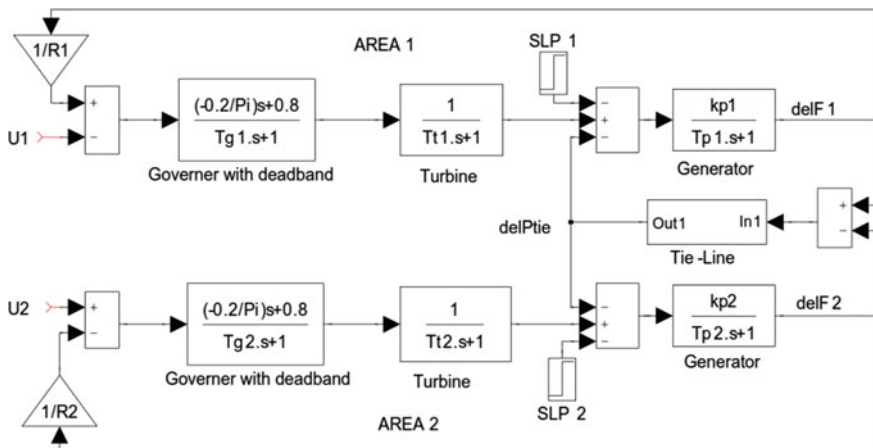 AREA 1
SLP 1
1/R1
+
−
U1
(-0.2/Pi)s+0.8
Tg1.s+1
Governer with deadband
1
Tt1.s+1
Turbine
−
+
−
kp1
Tp1.s+1
Generator
delF 1
delPtie
Out1
In1
Tie -Line
+
−
U2
+
−
(-0.2/Pi)s+0.8
Tg2.s+1
Governer with deadband
1
Tt2.s+1
Turbine
−
+
−
kp2
Tp2.s+1
Generator
delF 2
1/R2
SLP 2
AREA 2